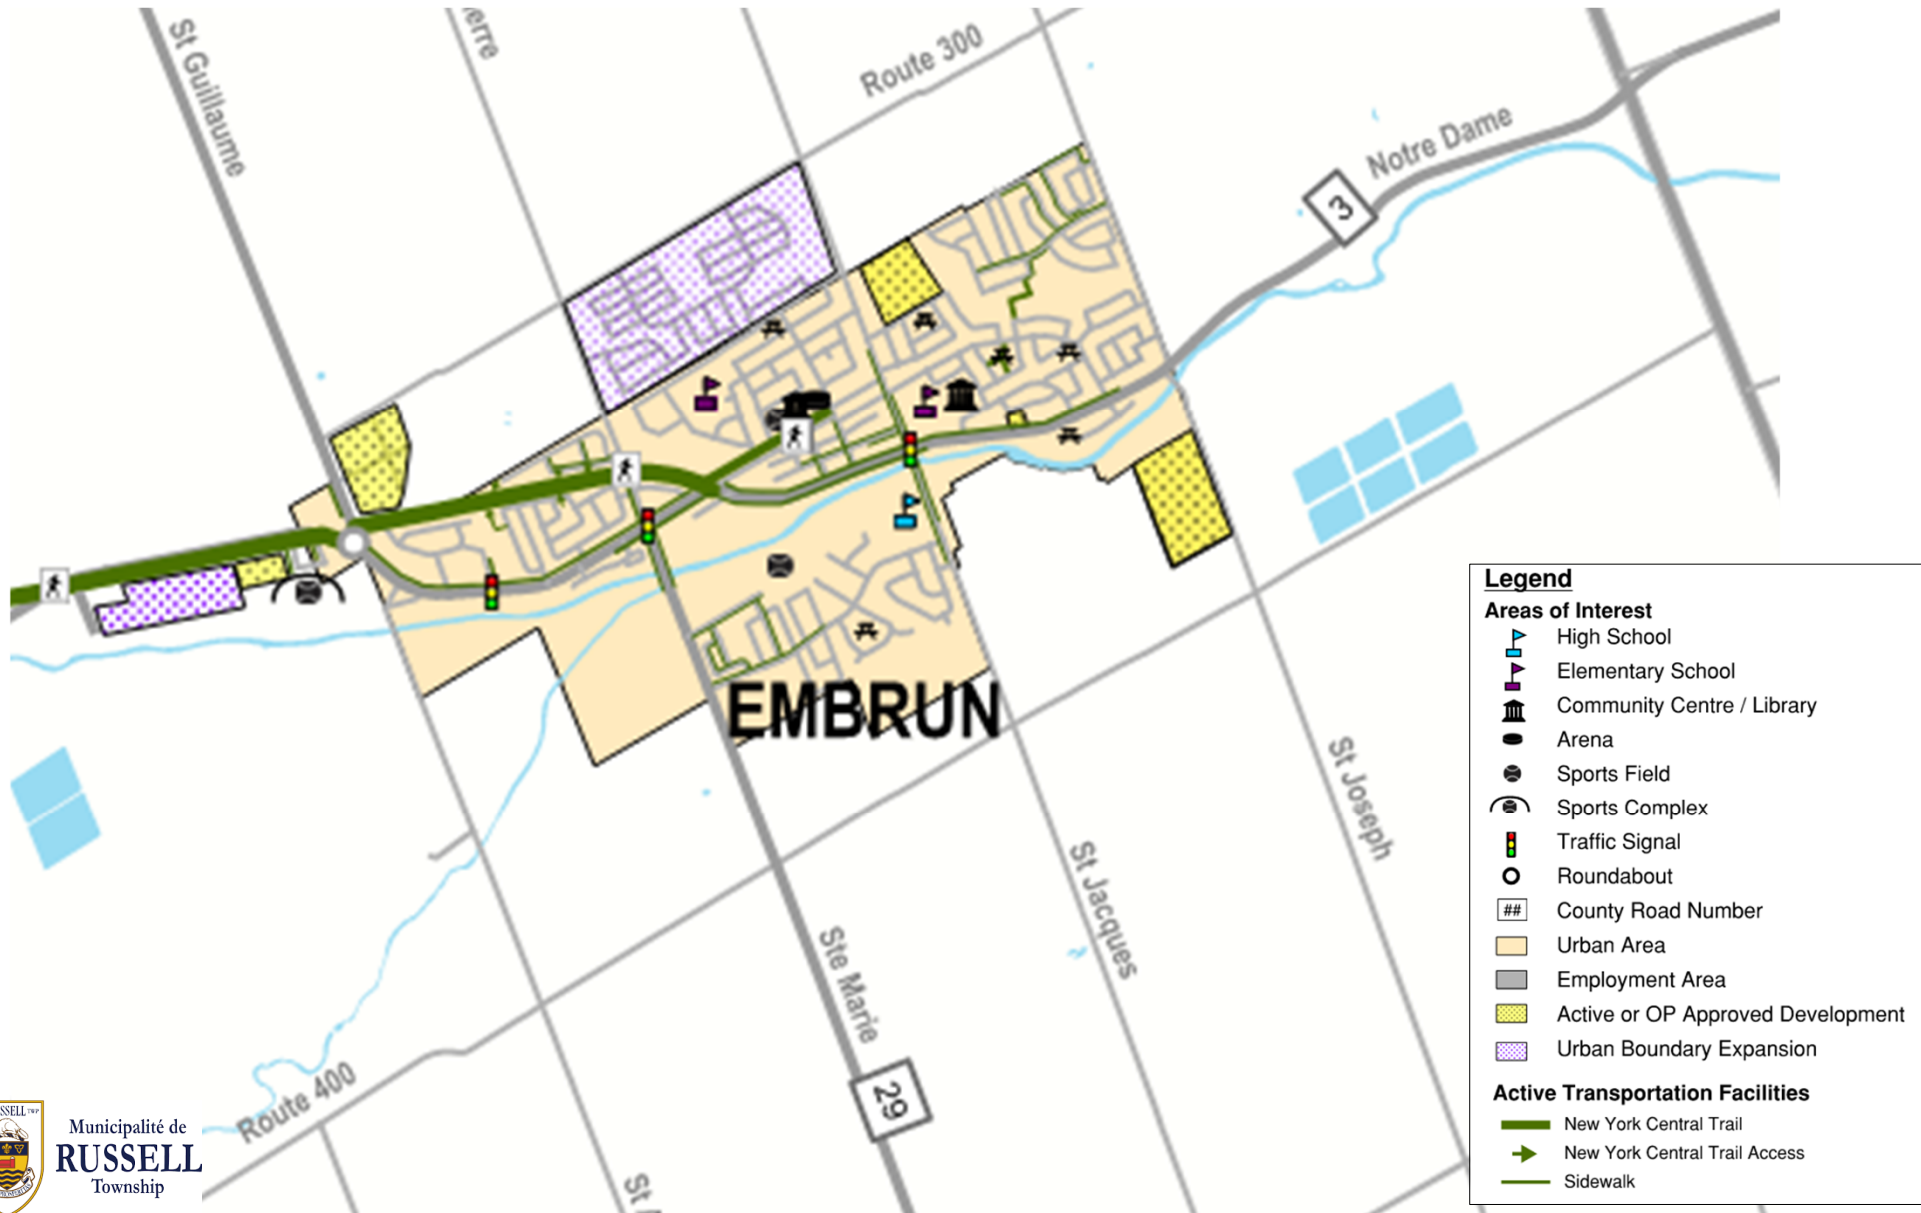 St Guillaume
erre
Route 300
Notre Dame
3
EMBRUN
St Joseph
St Jacques
Ste Marie
29
Route 400
St
Municipalité de
RUSSELL
Township
Legend
Areas of Interest
High School
Elementary School
Community Centre / Library
Arena
Sports Field
Sports Complex
Traffic Signal
Roundabout
## County Road Number
Urban Area
Employment Area
Active or OP Approved Development
Urban Boundary Expansion
Active Transportation Facilities
New York Central Trail
New York Central Trail Access
Sidewalk